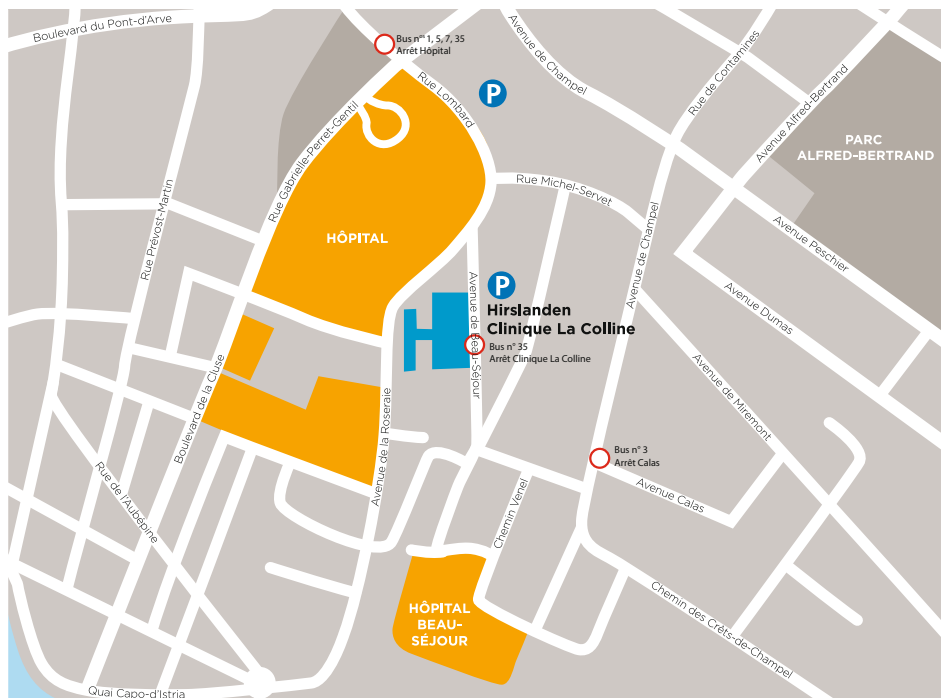 Boulevard du Pont-d'Arve
Bus n°ˢ 1, 5, 7, 35
Arrêt Hôpital
Avenue de Champel
Rue de Contamines
Avenue Alfred-Bertrand
PARC
ALFRED-BERTRAND
P
Rue Lombard
Rue Gabrielle-Perret-Gentil
Rue Michel-Servet
Rue Prévost-Martin
HÔPITAL
Avenue de Champel
Avenue Peschier
Avenue Dumas
P
Avenue de Beau-Séjour
Hirslanden
Clinique La Colline
Bus n° 35
Arrêt Clinique La Colline
Boulevard de la Cluse
Avenue de la Roseraie
Avenue de Miremont
Bus n° 3
Arrêt Calas
Avenue Calas
Rue de l'Aubépine
Chemin Venel
HÔPITAL
BEAU-
SÉJOUR
Chemin des Crêts-de-Champel
Quai Capo-d'Istria